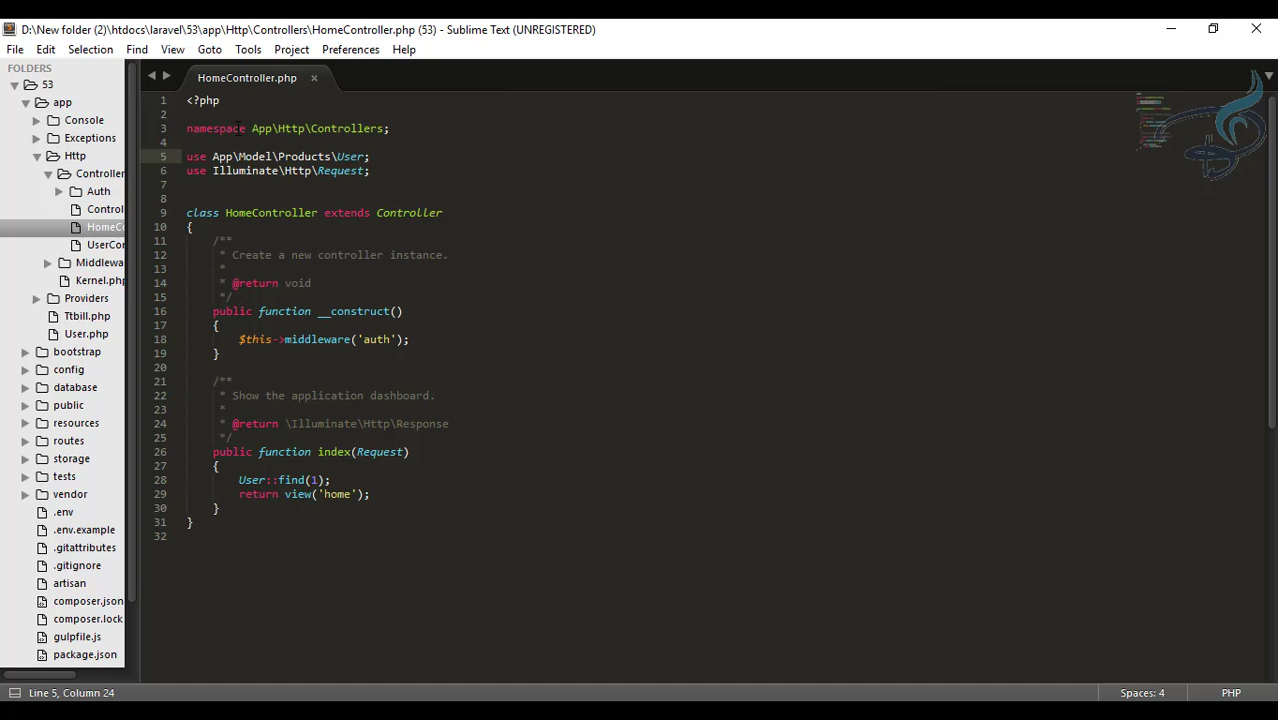 D:\New folder (2)\htdocs\laravel\53\app\Http\Controllers\HomeController.php (53) - Sublime Text (UNREGISTERED)
File Edit Selection Find View Goto Tools Project Preferences Help
FOLDERS
53
app
Console
Exceptions
Http
Controller
Auth
Control
HomeC
UserCor
Middlewa
Kernel.php
Providers
Ttbill.php
User.php
bootstrap
config
database
public
resources
routes
storage
tests
vendor
.env
.env.example
.gitattributes
.gitignore
artisan
composer.json
composer.lock
gulpfile.js
package.json
HomeController.php
1 <?php
2
3 namespace App\Http\Controllers;
4
5 use App\Model\Products\User;
6 use Illuminate\Http\Request;
7
8
9 class HomeController extends Controller
10 {
11 /**
12 * Create a new controller instance.
13 *
14 * @return void
15 */
16 public function __construct()
17 {
18 $this->middleware('auth');
19 }
20
21 /**
22 * Show the application dashboard.
23 *
24 * @return \Illuminate\Http\Response
25 */
26 public function index(Request)
27 {
28 User::find(1);
29 return view('home');
30 }
31 }
32
Line 5, Column 24
Spaces: 4
PHP